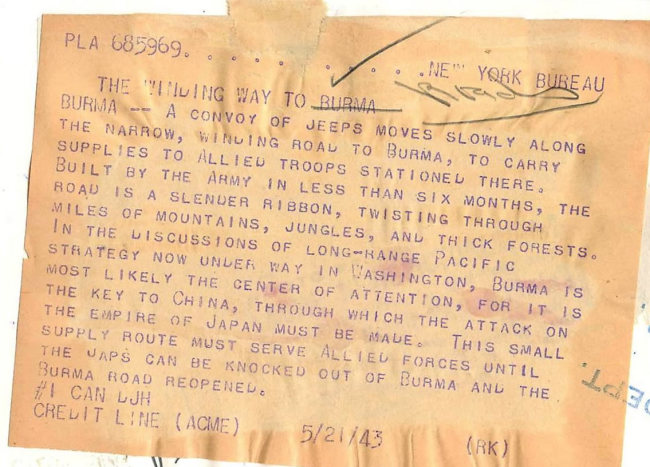 PLA 685969. . . . . . . . . . .NEW YORK BUREAU
THE WINDING WAY TO BURMA
Road
BURMA -- A CONVOY OF JEEPS MOVES SLOWLY ALONG
THE NARROW, WINDING ROAD TO BURMA, TO CARRY
SUPPLIES TO ALLIED TROOPS STATIONED THERE.
BUILT BY THE ARMY IN LESS THAN SIX MONTHS, THE
ROAD IS A SLENDER RIBBON, TWISTING THROUGH
MILES OF MOUNTAINS, JUNGLES, AND THICK FORESTS.
IN THE DISCUSSIONS OF LONG-RANGE PACIFIC
STRATEGY NOW UNDER WAY IN WASHINGTON, BURMA IS
MOST LIKELY THE CENTER OF ATTENTION, FOR IT IS
THE KEY TO CHINA, THROUGH WHICH THE ATTACK ON
THE EMPIRE OF JAPAN MUST BE MADE. THIS SMALL
SUPPLY ROUTE MUST SERVE ALLIED FORCES UNTIL
THE JAPS CAN BE KNOCKED OUT OF BURMA AND THE
BURMA ROAD REOPENED.
#1 CAN DJH
CREDIT LINE (ACME) 5/21/43 (RK)
DEPT.